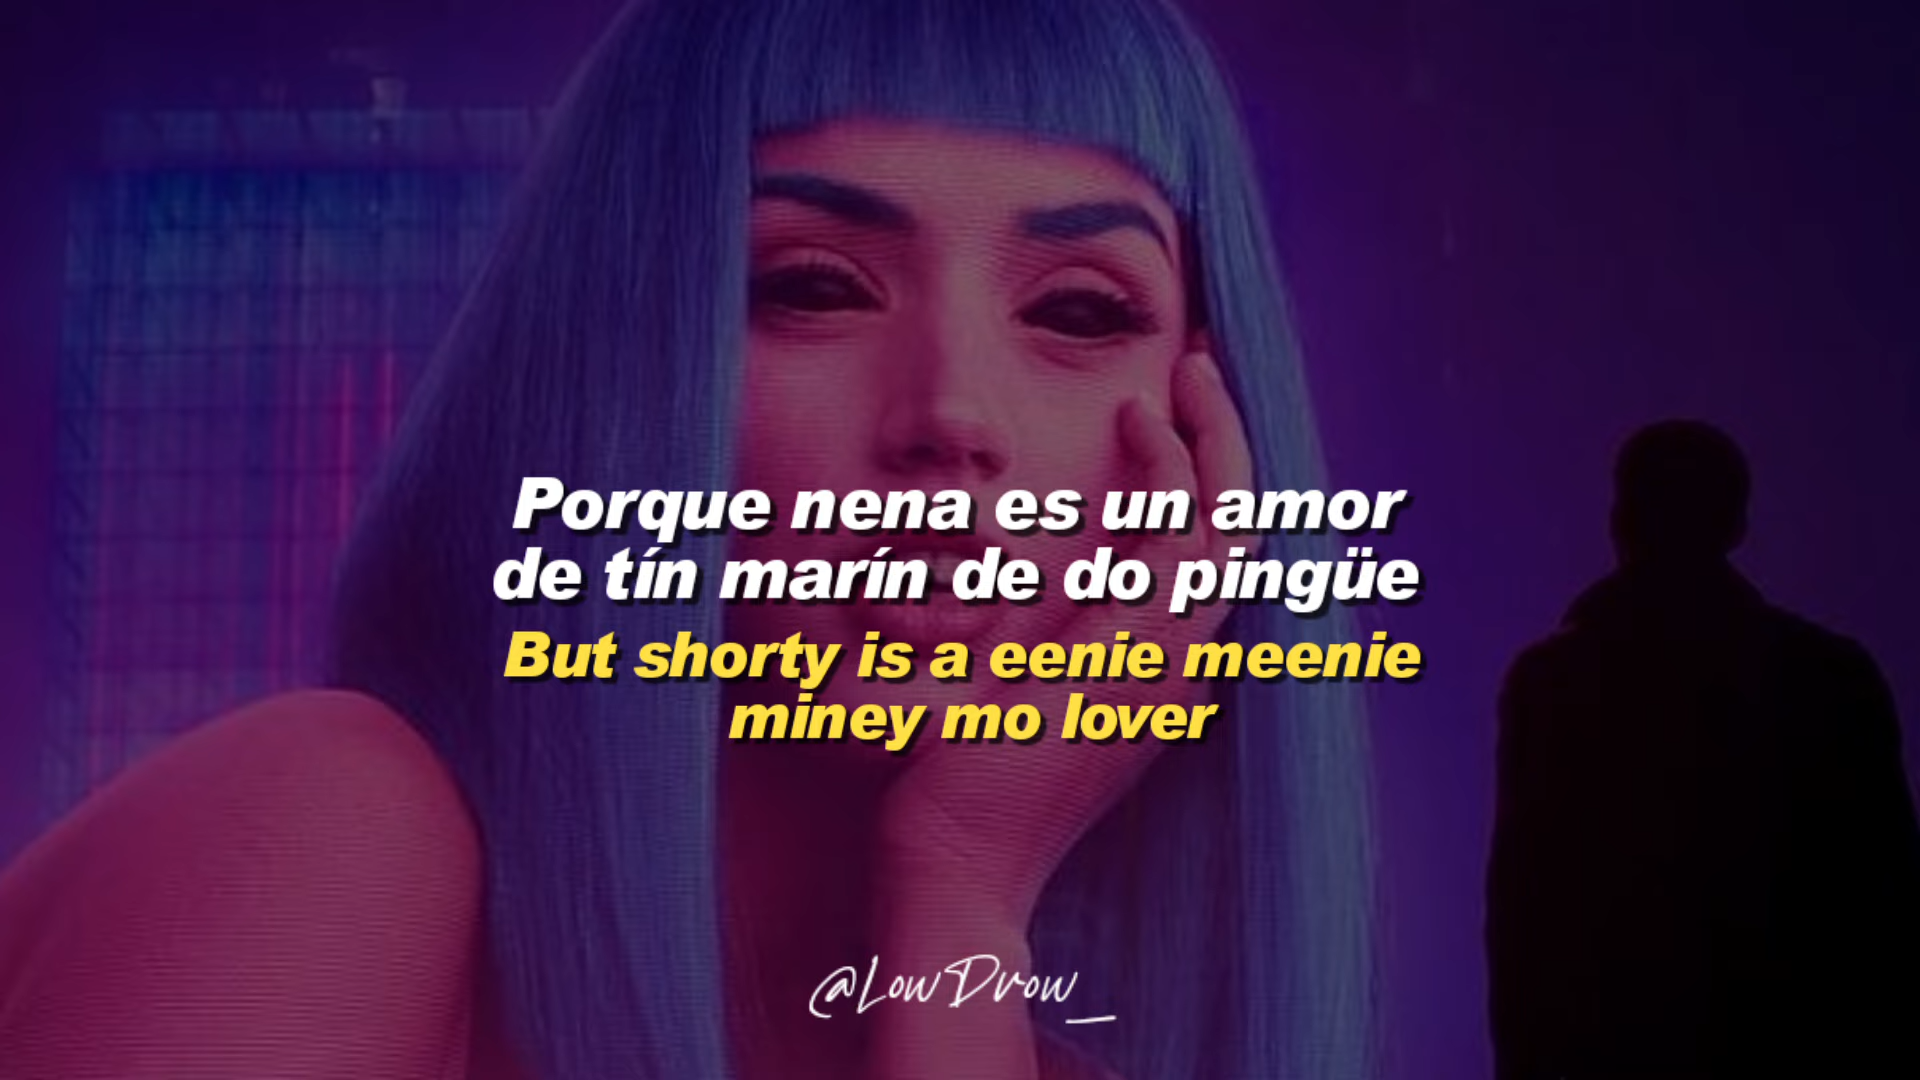 Porque nena es un amor
de tín marín de do pingüe
But shorty is a eenie meenie
miney mo lover
@LowDrow_